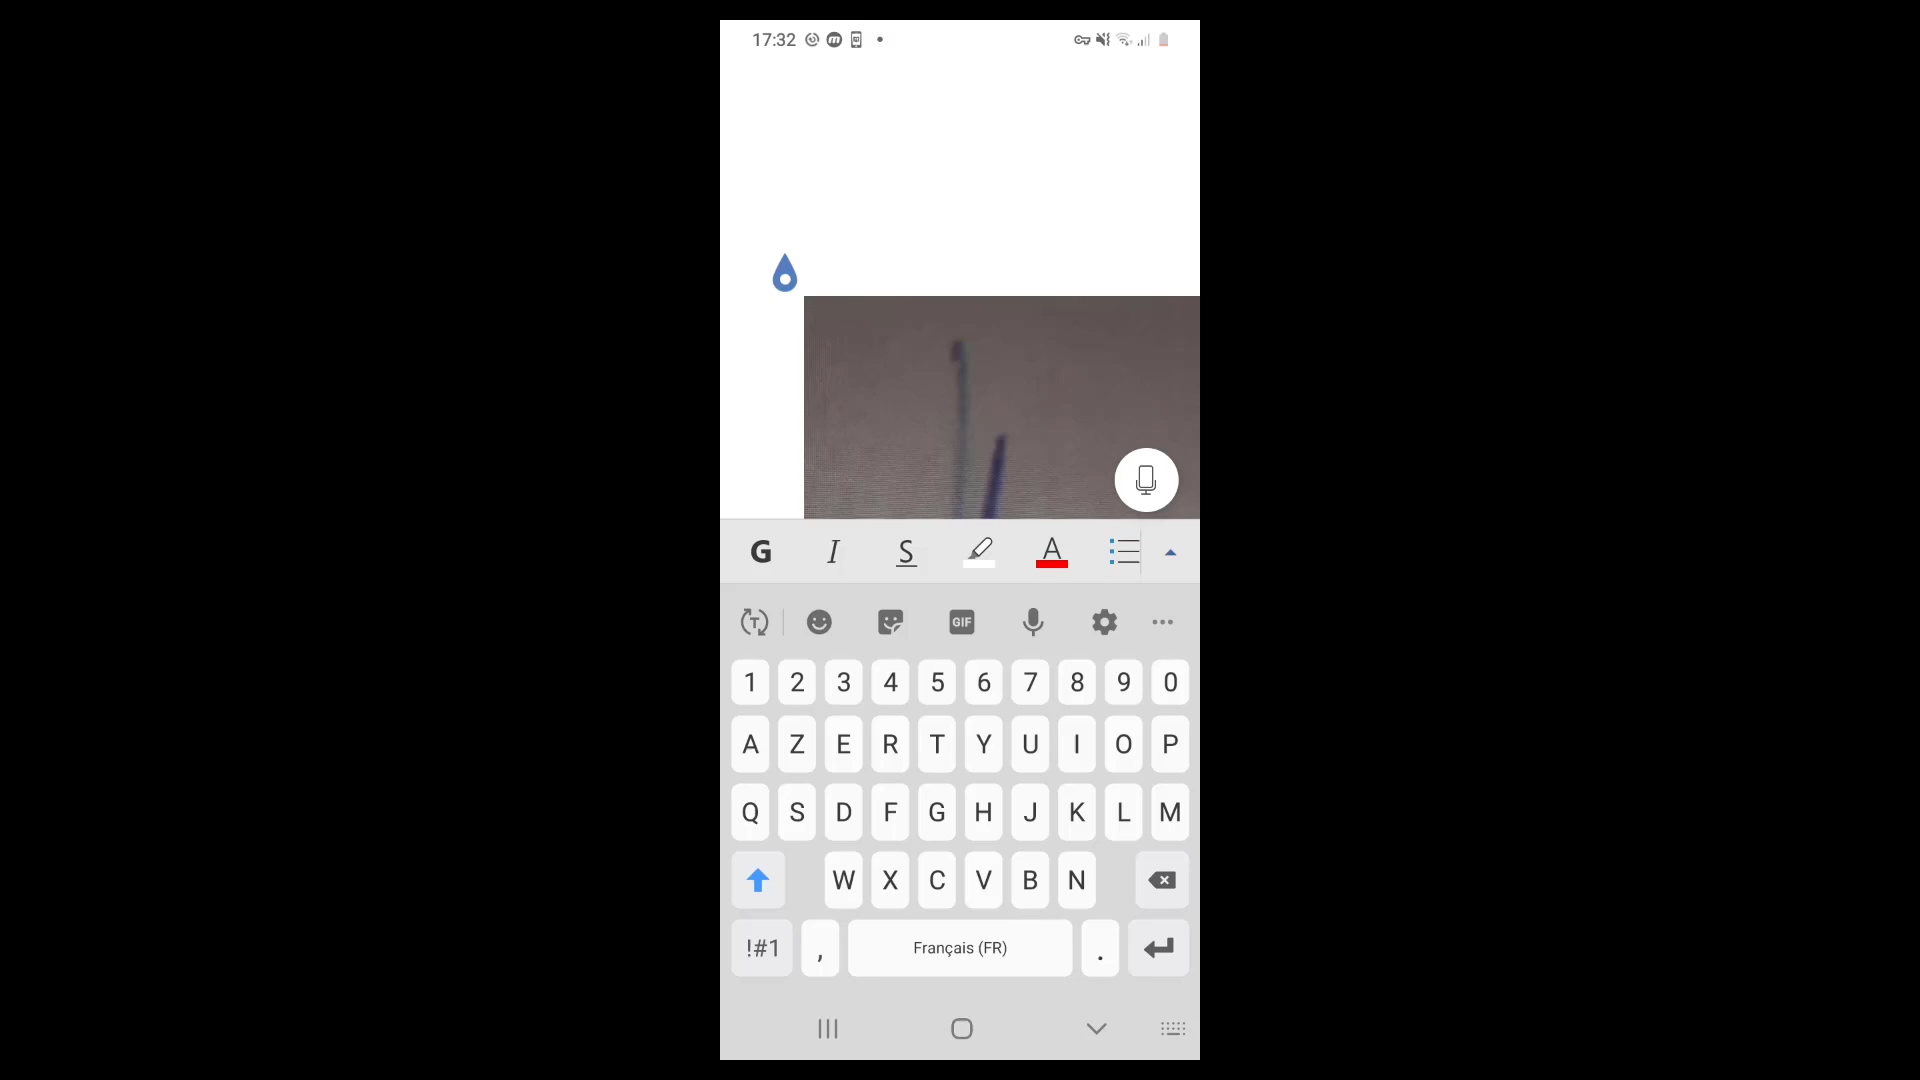 17:32
G I S A
T GIF
1 2 3 4 5 6 7 8 9 0
A Z E R T Y U I O P
Q S D F G H J K L M
W X C V B N
!#1 , Français (FR) .